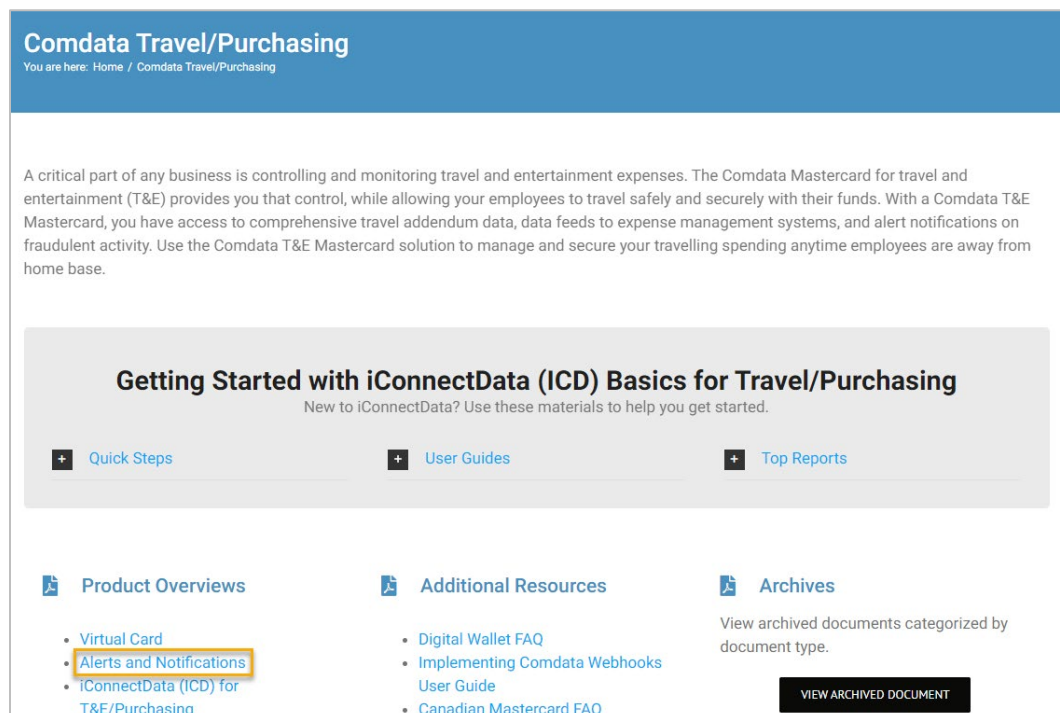 Comdata Travel/Purchasing
You are here: Home / Comdata Travel/Purchasing
A critical part of any business is controlling and monitoring travel and entertainment expenses. The Comdata Mastercard for travel and
entertainment (T&E) provides you that control, while allowing your employees to travel safely and securely with their funds. With a Comdata T&E
Mastercard, you have access to comprehensive travel addendum data, data feeds to expense management systems, and alert notifications on
fraudulent activity. Use the Comdata T&E Mastercard solution to manage and secure your travelling spending anytime employees are away from
home base.
Getting Started with iConnectData (ICD) Basics for Travel/Purchasing
New to iConnectData? Use these materials to help you get started.
+ Quick Steps
+ User Guides
+ Top Reports
Product Overviews
• Virtual Card
• Alerts and Notifications
• iConnectData (ICD) for
T&E/Purchasing
Additional Resources
• Digital Wallet FAQ
• Implementing Comdata Webhooks
User Guide
• Canadian Mastercard FAQ
Archives
View archived documents categorized by
document type.
VIEW ARCHIVED DOCUMENT